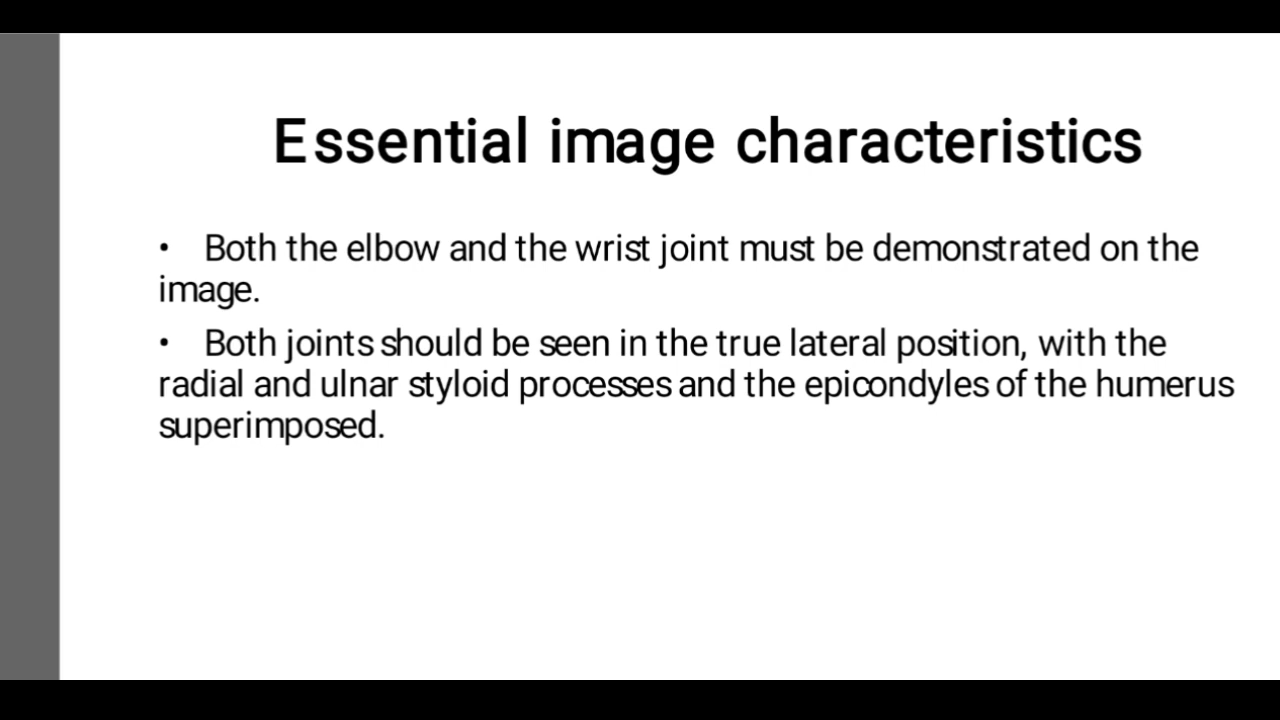 Essential image characteristics
• Both the elbow and the wrist joint must be demonstrated on the
image.
• Both joints should be seen in the true lateral position, with the
radial and ulnar styloid processes and the epicondyles of the humerus
superimposed.